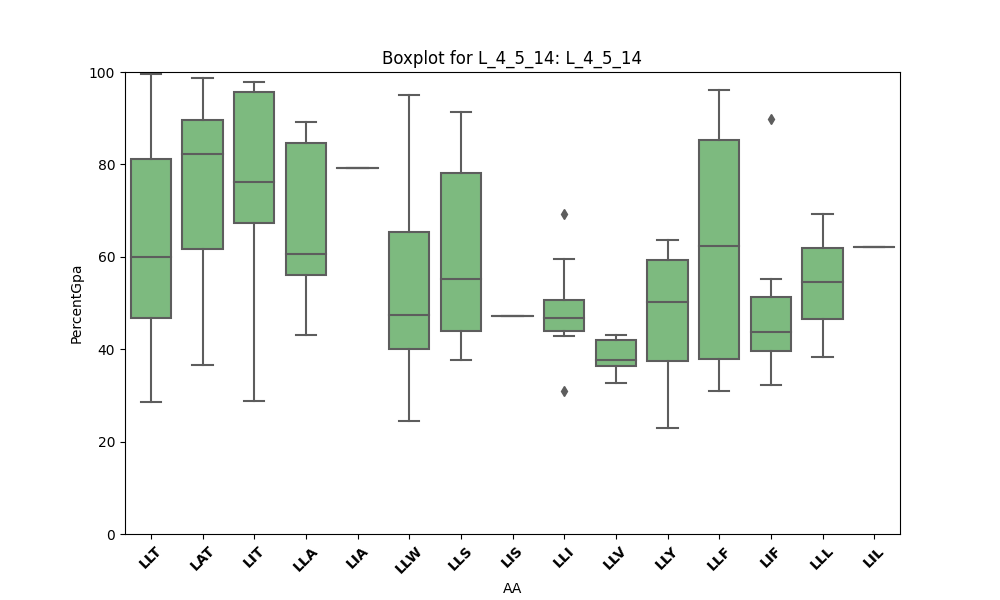 Boxplot for L_4_5_14: L_4_5_14
100
80
60
40
20
0
PercentGpa
LLT LAT LIT LLA LIA LLW LLS LIS LLI LLV LLY LLF LIF LLL LIL
AA